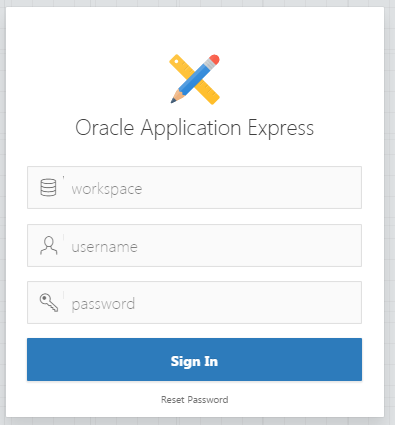 Oracle Application Express
workspace
username
password
Sign In
Reset Password